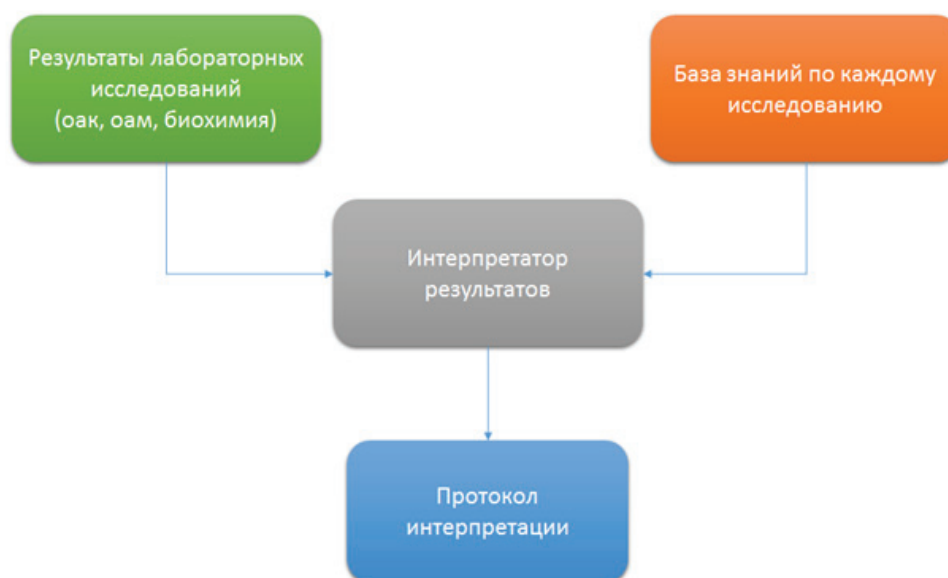 Результаты лабораторных
исследований
(оак, оам, биохимия)
База знаний по каждому
исследованию
Интерпретатор
результатов
Протокол
интерпретации